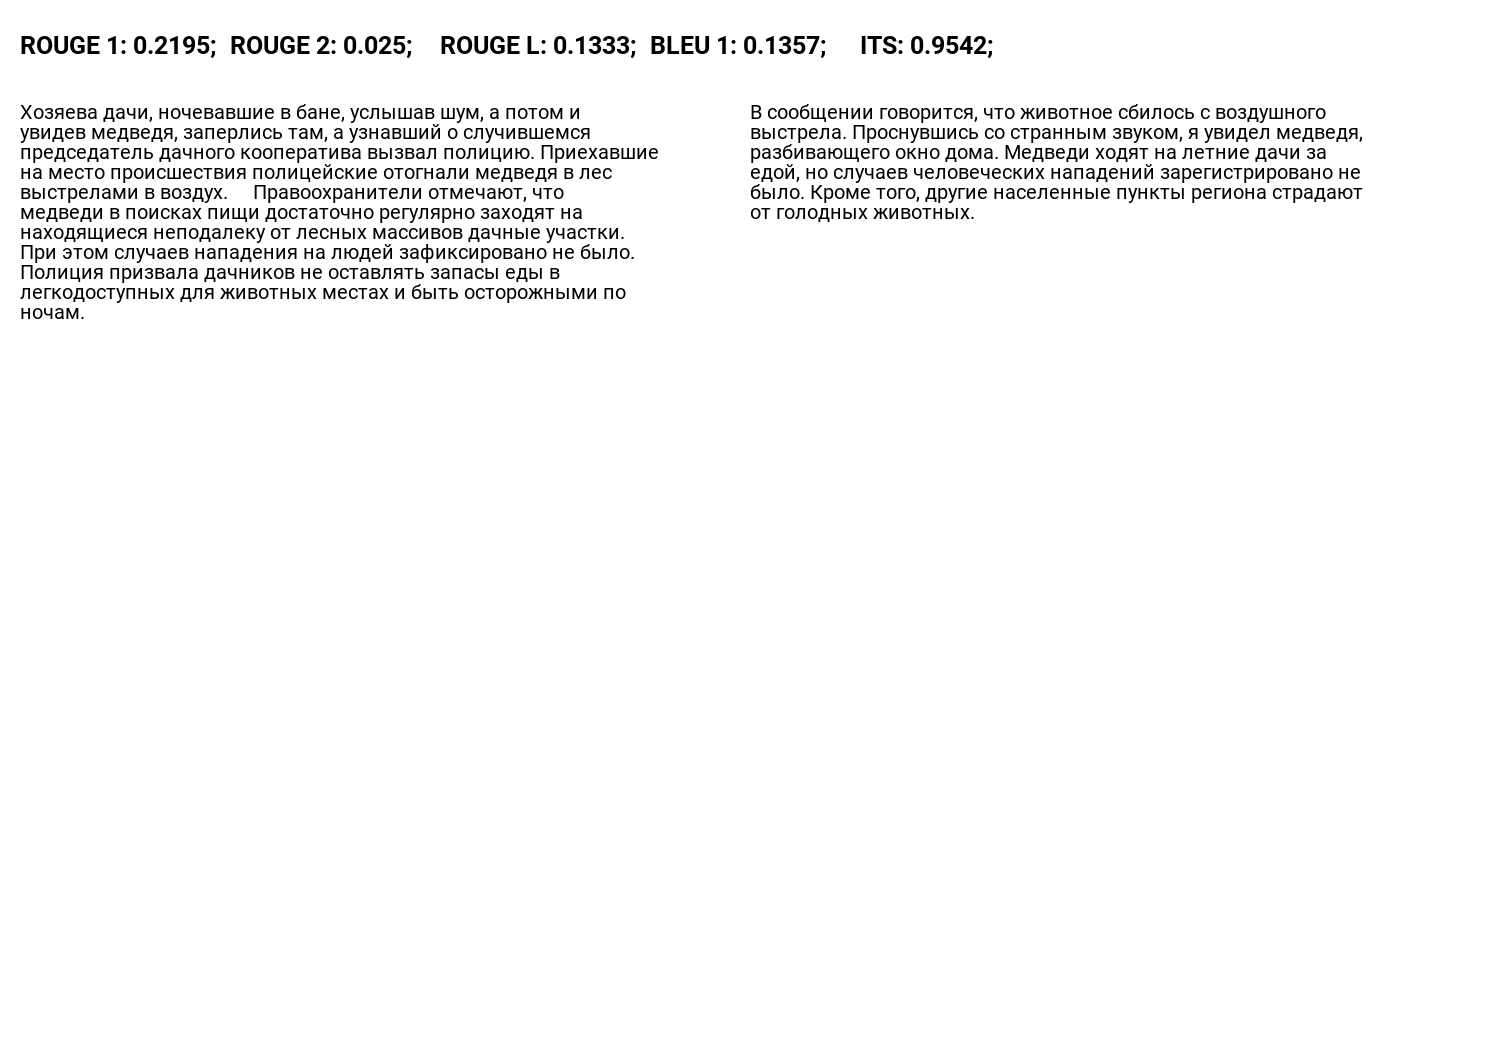 ROUGE 1: 0.2195; ROUGE 2: 0.025; ROUGE L: 0.1333; BLEU 1: 0.1357; ITS: 0.9542;
Хозяева дачи, ночевавшие в бане, услышав шум, а потом и
увидев медведя, заперлись там, а узнавший о случившемся
председатель дачного кооператива вызвал полицию. Приехавшие
на место происшествия полицейские отогнали медведя в лес
выстрелами в воздух. Правоохранители отмечают, что
медведи в поисках пищи достаточно регулярно заходят на
находящиеся неподалеку от лесных массивов дачные участки.
При этом случаев нападения на людей зафиксировано не было.
Полиция призвала дачников не оставлять запасы еды в
легкодоступных для животных местах и быть осторожными по
ночам.
В сообщении говорится, что животное сбилось с воздушного
выстрела. Проснувшись со странным звуком, я увидел медведя,
разбивающего окно дома. Медведи ходят на летние дачи за
едой, но случаев человеческих нападений зарегистрировано не
было. Кроме того, другие населенные пункты региона страдают
от голодных животных.